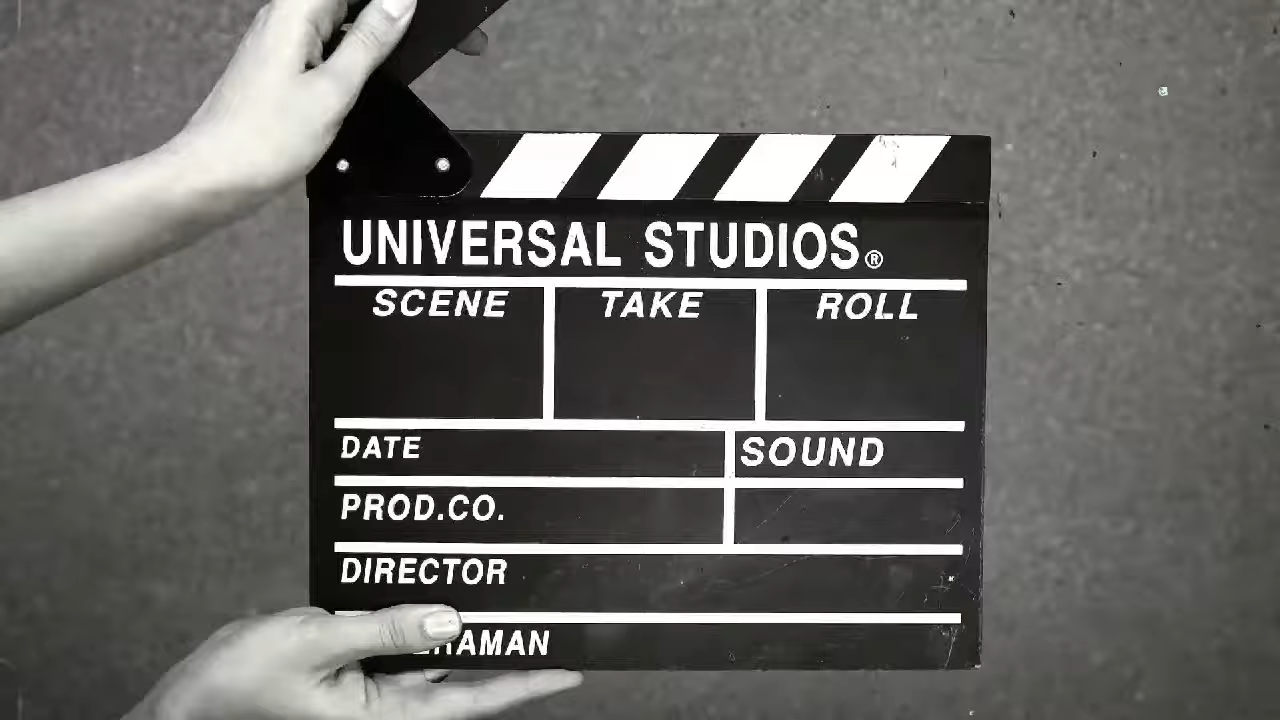 UNIVERSAL STUDIOS®
SCENE TAKE ROLL
DATE SOUND
PROD.CO.
DIRECTOR